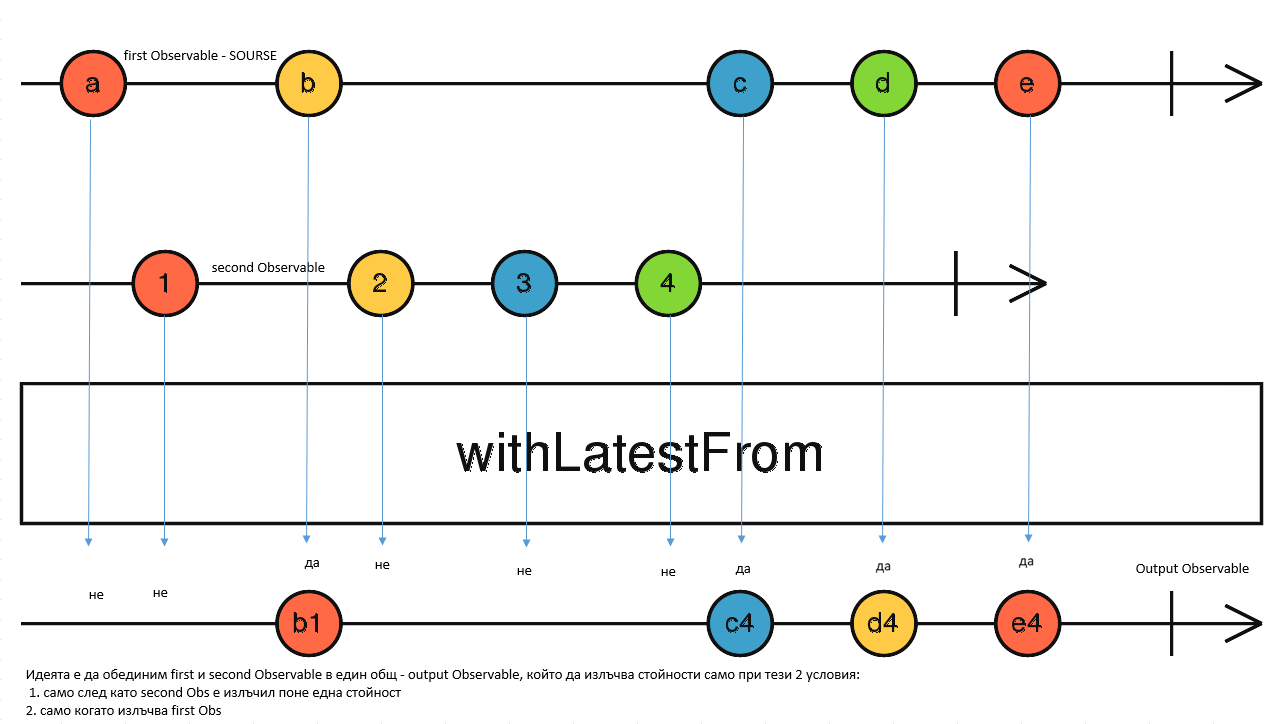 first Observable - SOURSE
a
b
c
d
e
second Observable
1
2
3
4
withLatestFrom
не
не
да
не
не
не
да
да
да
Output Observable
b1
c4
d4
e4
Идеята е да обединим first и second Observable в един общ - output Observable, който да излъчва стойности само при тези 2 условия:
1. само след като second Obs е излъчил поне една стойност
2. само когато излъчва first Obs